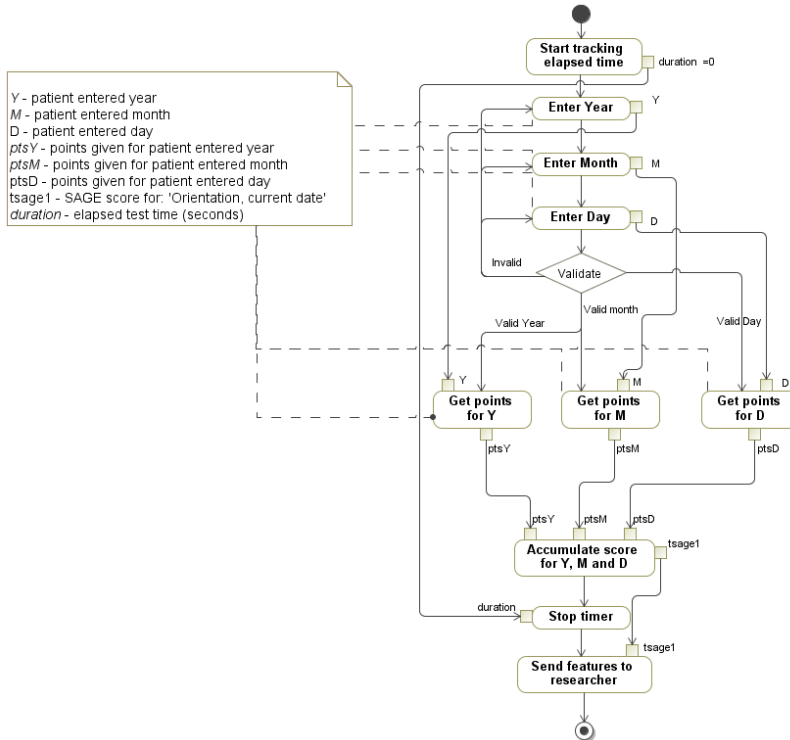 Start tracking
elapsed time
duration =0
Y - patient entered year
M - patient entered month
D - patient entered day
ptsY - points given for patient entered year
ptsM - points given for patient entered month
ptsD - points given for patient entered day
tsage1 - SAGE score for: 'Orientation, current date'
duration - elapsed test time (seconds)
Enter Year
Y
Enter Month
M
Enter Day
D
Invalid
Validate
Valid Year
Valid month
Valid Day
Y
M
D
Get points
for Y
Get points
for M
Get points
for D
ptsY
ptsM
ptsD
ptsY
ptsM
ptsD
Accumulate score
for Y, M and D
tsage1
duration
Stop timer
tsage1
Send features to
researcher